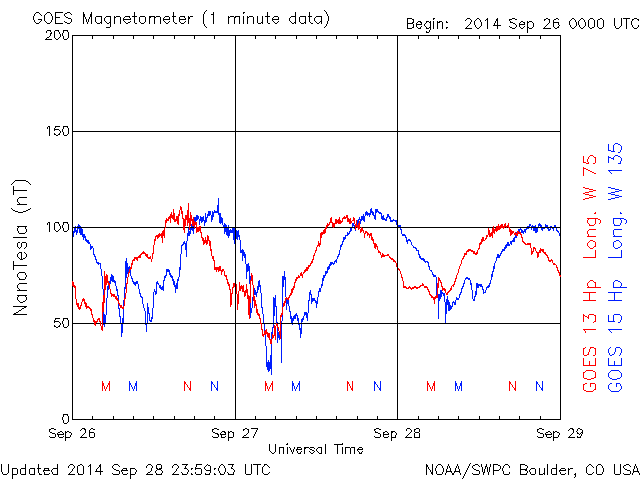 GOES Magnetometer (1 minute data)
Begin: 2014 Sep 26 0000 UTC
200
150
100
50
0
NanoTesla (nT)
M M N N M M N N M M N N
Sep 26 Sep 27 Sep 28 Sep 29
Universal Time
GOES 13 Hp Long. W 75
GOES 15 Hp Long. W 135
Updated 2014 Sep 28 23:59:03 UTC
NOAA/SWPC Boulder, CO USA